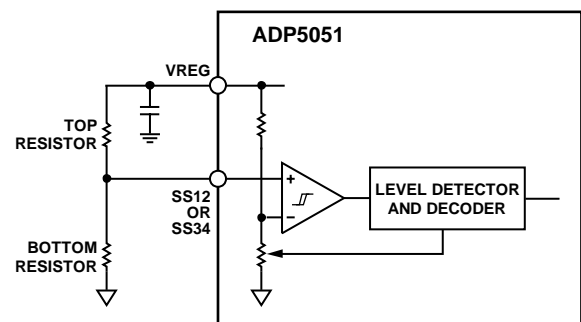 ADP5051
VREG
TOP
RESISTOR
SS12
OR
SS34
+
−
LEVEL DETECTOR
AND DECODER
BOTTOM
RESISTOR